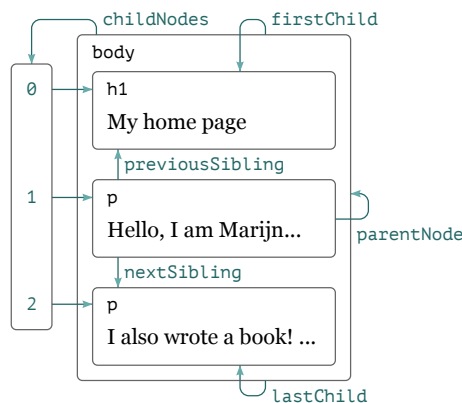 childNodes
firstChild
body
0
h1
My home page
previousSibling
1
p
Hello, I am Marijn...
parentNode
nextSibling
2
p
I also wrote a book! ...
lastChild